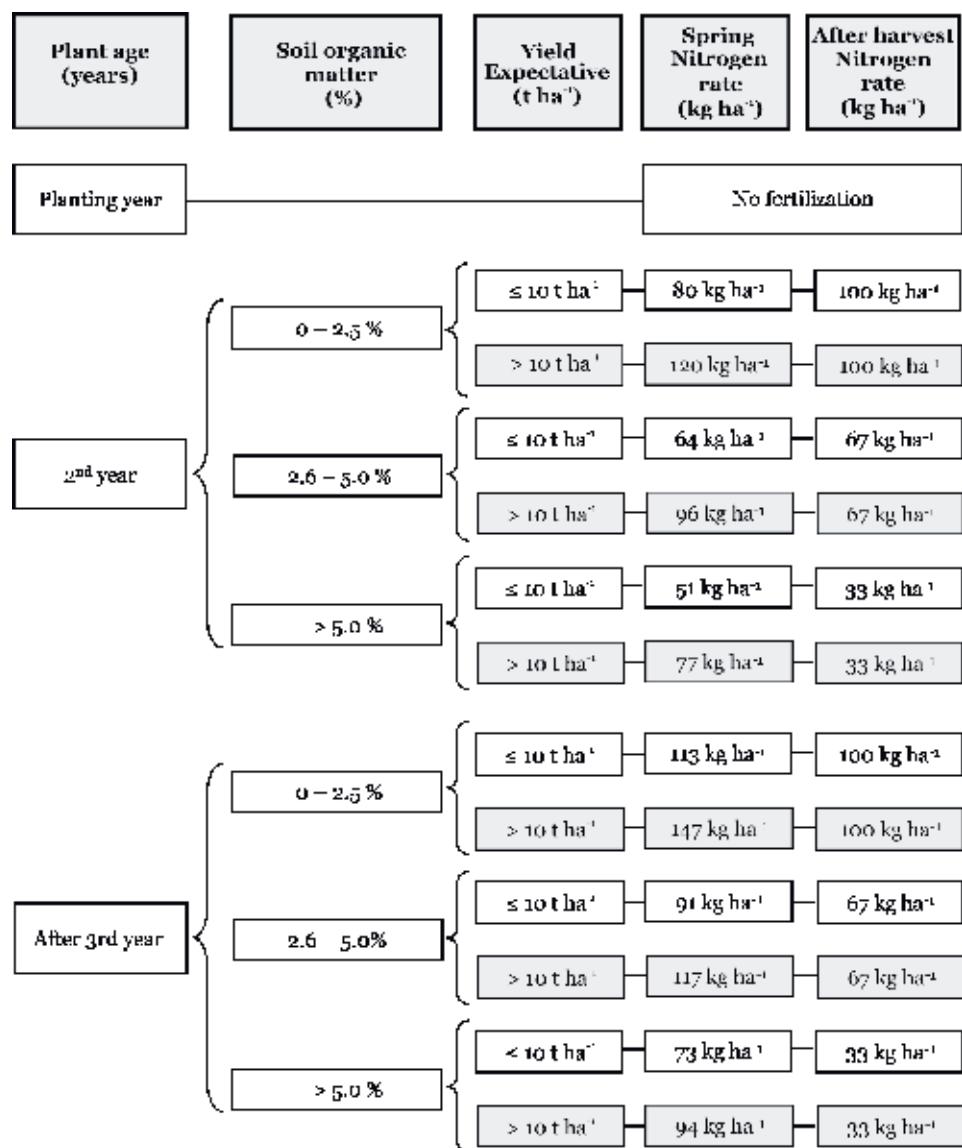 Plant age
(years)
Soil organic
matter
(%)
Yield
Expectative
(t ha⁻¹)
Spring
Nitrogen
rate
(kg ha⁻¹)
After harvest
Nitrogen
rate
(kg ha⁻¹)
Planting year
No fertilization
2nd year
0 – 2.5 %
≤ 10 t ha⁻¹
80 kg ha⁻¹
100 kg ha⁻¹
> 10 t ha⁻¹
120 kg ha⁻¹
100 kg ha⁻¹
2.6 – 5.0 %
≤ 10 t ha⁻¹
64 kg ha⁻¹
67 kg ha⁻¹
> 10 t ha⁻¹
96 kg ha⁻¹
67 kg ha⁻¹
> 5.0 %
≤ 10 t ha⁻¹
51 kg ha⁻¹
33 kg ha⁻¹
> 10 t ha⁻¹
77 kg ha⁻¹
33 kg ha⁻¹
After 3rd year
0 – 2.5 %
≤ 10 t ha⁻¹
113 kg ha⁻¹
100 kg ha⁻¹
> 10 t ha⁻¹
147 kg ha⁻¹
100 kg ha⁻¹
2.6 5.0%
≤ 10 t ha⁻¹
91 kg ha⁻¹
67 kg ha⁻¹
> 10 t ha⁻¹
117 kg ha⁻¹
67 kg ha⁻¹
> 5.0 %
< 10 t ha⁻¹
73 kg ha⁻¹
33 kg ha⁻¹
> 10 t ha⁻¹
94 kg ha⁻¹
33 kg ha⁻¹